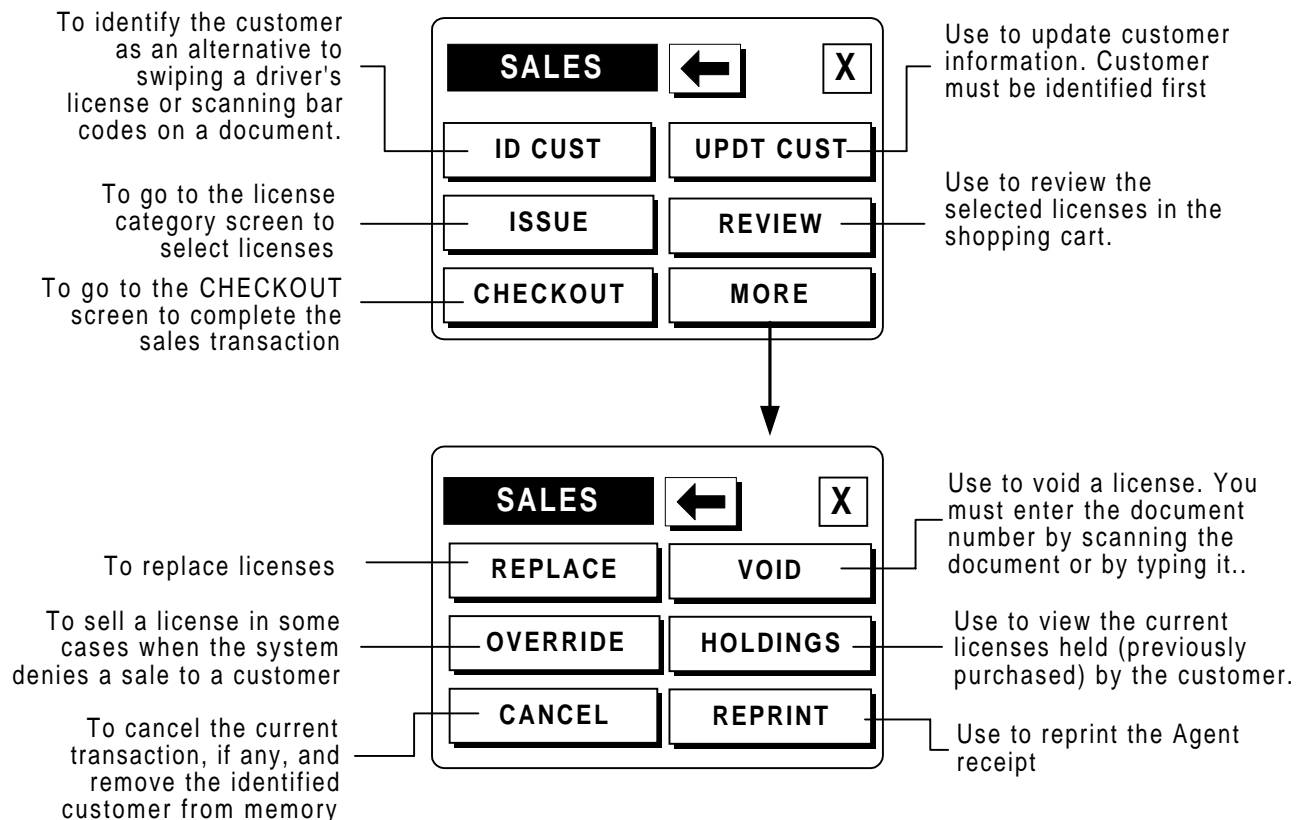 To identify the customer
as an alternative to
swiping a driver's
license or scanning bar
codes on a document.
To go to the license
category screen to
select licenses
To go to the CHECKOUT
screen to complete the
sales transaction
SALES
X
ID CUST
UPDT CUST
ISSUE
REVIEW
CHECKOUT
MORE
Use to update customer
information. Customer
must be identified first
Use to review the
selected licenses in the
shopping cart.
To replace licenses
To sell a license in some
cases when the system
denies a sale to a customer
To cancel the current
transaction, if any, and
remove the identified
customer from memory
SALES
X
REPLACE
VOID
OVERRIDE
HOLDINGS
CANCEL
REPRINT
Use to void a license. You
must enter the document
number by scanning the
document or by typing it..
Use to view the current
licenses held (previously
purchased) by the customer.
Use to reprint the Agent
receipt